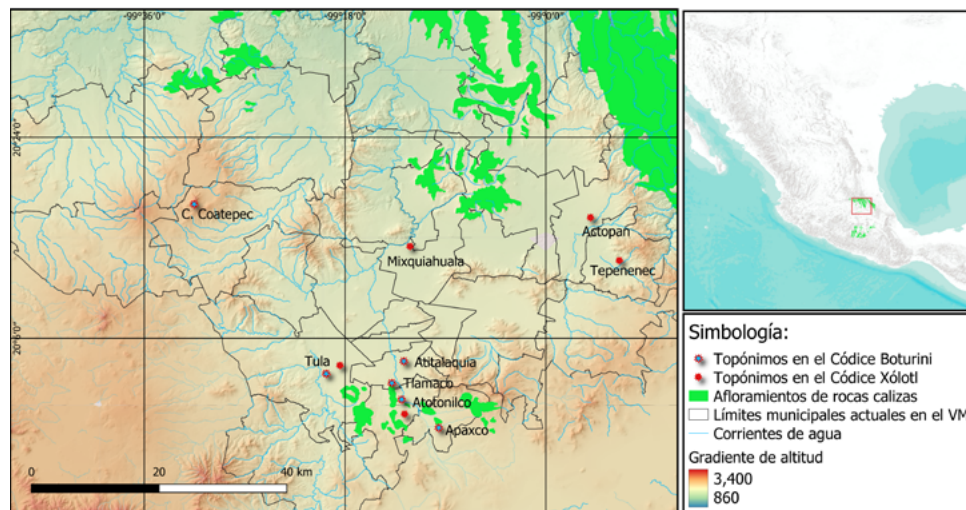 -99°36'0" -99°18'0" -99°0'0"
20°24'0"
C. Coatepec
Actopan
Mixquiahuala
Tepenenec
20°6'0"
Tula
Atitalaquia
Tlamaco
Atotonilco
Apaxco
0 20 40 km
Simbología:
Topónimos en el Códice Boturini
Topónimos en el Códice Xólotl
Afloramientos de rocas calizas
Límites municipales actuales en el VM
Corrientes de agua
Gradiente de altitud
3,400
860